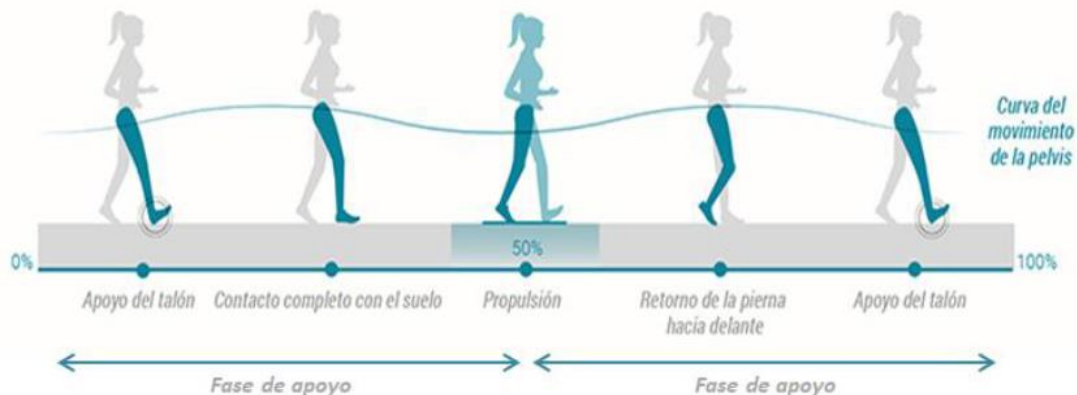 Curva del
movimiento
de la pelvis
50%
0%
100%
Apoyo del talón
Contacto completo con el suelo
Propulsión
Retorno de la pierna
hacia delante
Apoyo del talón
Fase de apoyo
Fase de apoyo